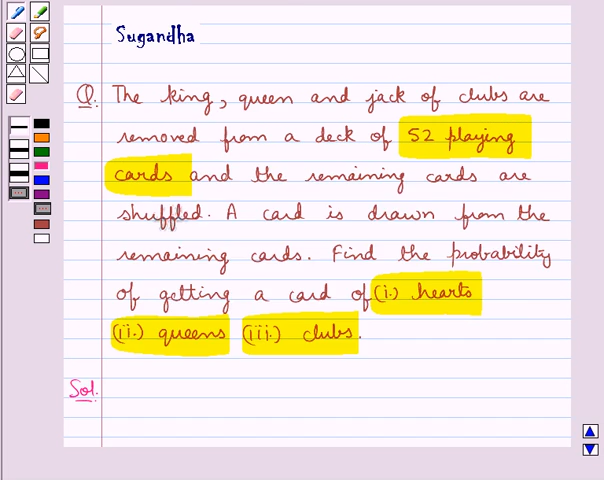 Sugandha
Q. The king, queen and jack of clubs are
removed from a deck of 52 playing
cards and the remaining cards are
shuffled. A card is drawn from the
remaining cards. Find the probability
of getting a card of (i.) hearts
(ii.) queens (iii.) clubs.
Sol.